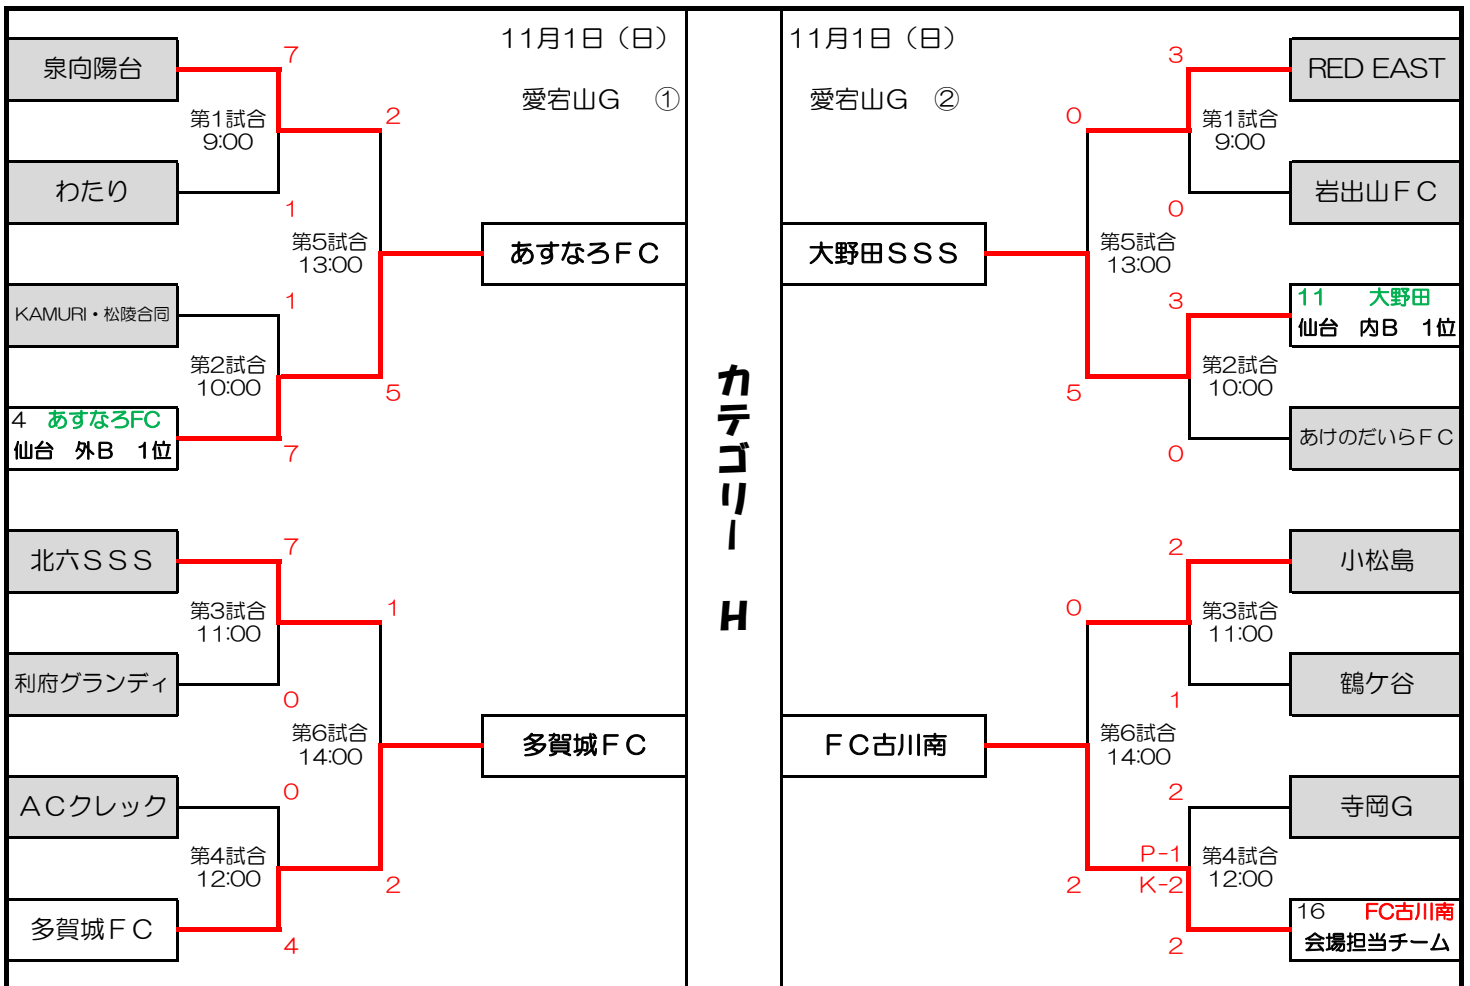 11月1日（日）
愛宕山G　①
泉向陽台
7
第1試合
9:00
2
わたり
1
第5試合
13:00
あすなろＦＣ
KAMURI・松陵合同
1
第2試合
10:00
5
4　あすなろFC
仙台　外B　1位
7
北六ＳＳＳ
7
第3試合
11:00
1
利府グランディ
0
第6試合
14:00
多賀城ＦＣ
ＡＣクレック
0
第4試合
12:00
2
多賀城ＦＣ
4
カテゴリー　H
11月1日（日）
愛宕山G　②
3
RED EAST
0
第1試合
9:00
岩出山ＦＣ
0
大野田ＳＳＳ
第5試合
13:00
3
11　大野田
仙台　内B　1位
第2試合
10:00
5
あけのだいらＦＣ
0
2
小松島
0
第3試合
11:00
鶴ケ谷
1
ＦＣ古川南
第6試合
14:00
2
寺岡G
P-1
K-2
第4試合
12:00
2
16　FC古川南
会場担当チーム
2